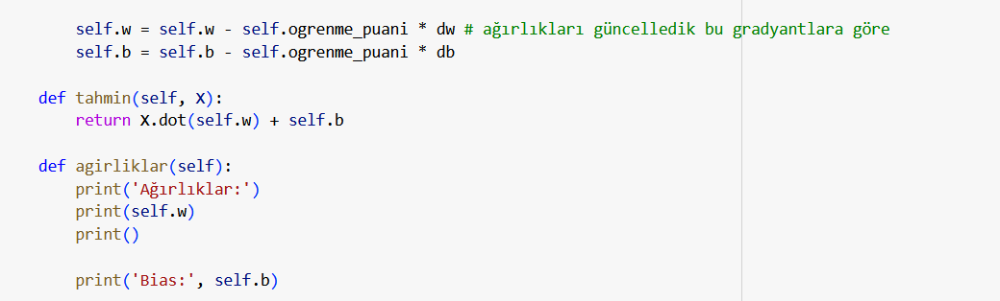 self.w = self.w - self.ogrenme_puani * dw # ağırlıkları güncelledik bu gradyantlara göre
self.b = self.b - self.ogrenme_puani * db
def tahmin(self, X):
return X.dot(self.w) + self.b
def agirliklar(self):
print('Ağırlıklar:')
print(self.w)
print()
print('Bias:', self.b)